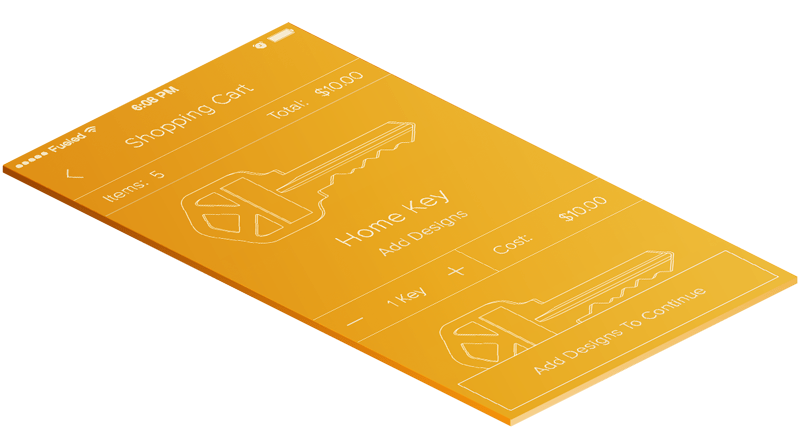 Fueled 6:08 PM
Shopping Cart
Items: 5 Total: $10.00
Home Key
Add Designs
1 Key Cost: $10.00
Add Designs To Continue